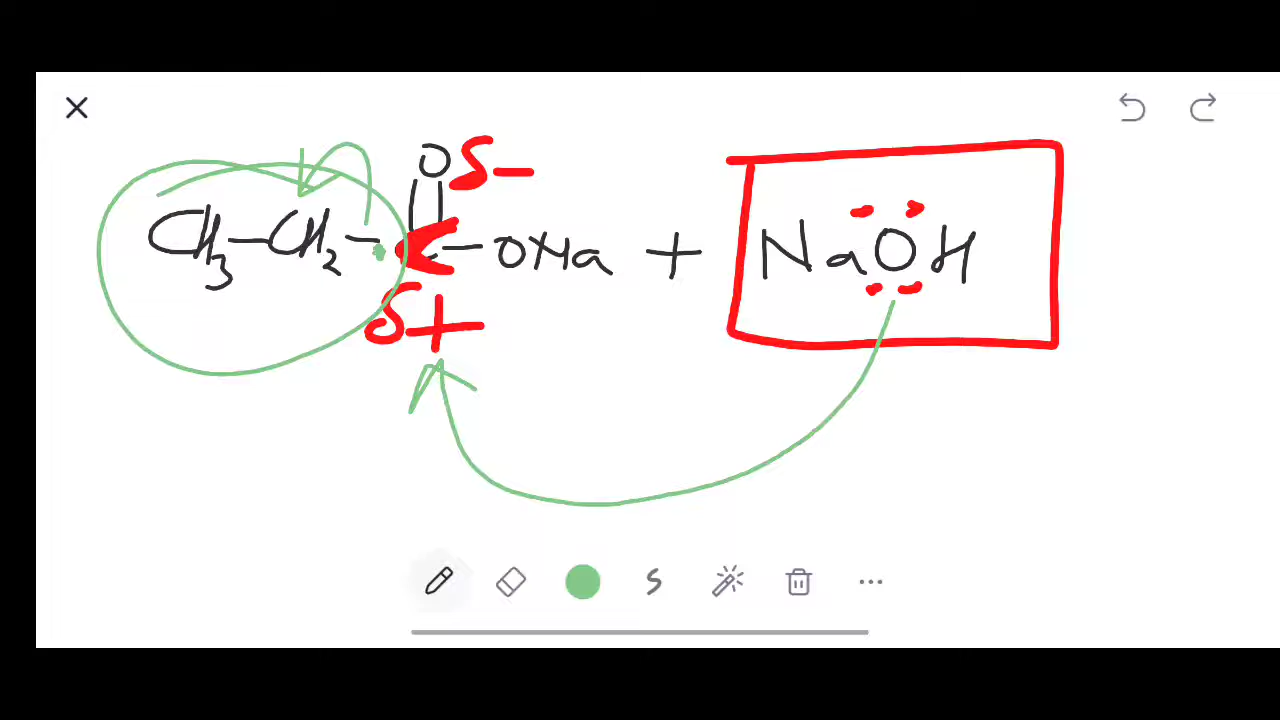 O δ-
CH3-CH2-C-ONa + NaOH
δ+